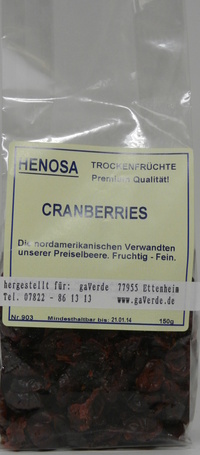 HENOSA TROCKENFRÜCHTE
Premium Qualität!
CRANBERRIES
Die nordamerikanischen Verwandten
unserer Preiselbeere. Fruchtig - Fein.
hergestellt für: gaVerde 77955 Ettenheim
Tel. 07822 - 86 13 13 www.gaVerde.de
Nr.903 Mindesthaltbar bis: 21.01.14 150g